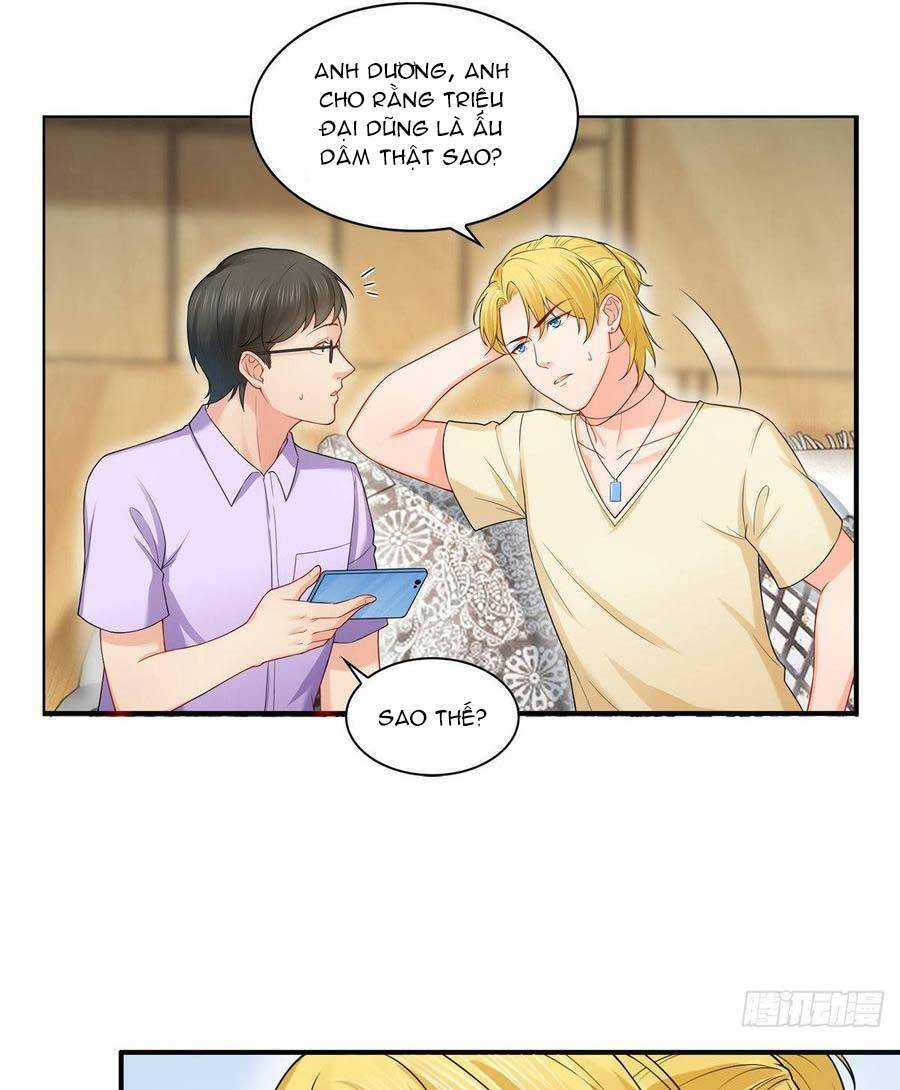 ANH DƯƠNG, ANH
CHO RẰNG TRIỆU
ĐẠI DŨNG LÀ ẤU
DÂM THẬT SAO?
SAO THẾ?
腾讯动漫